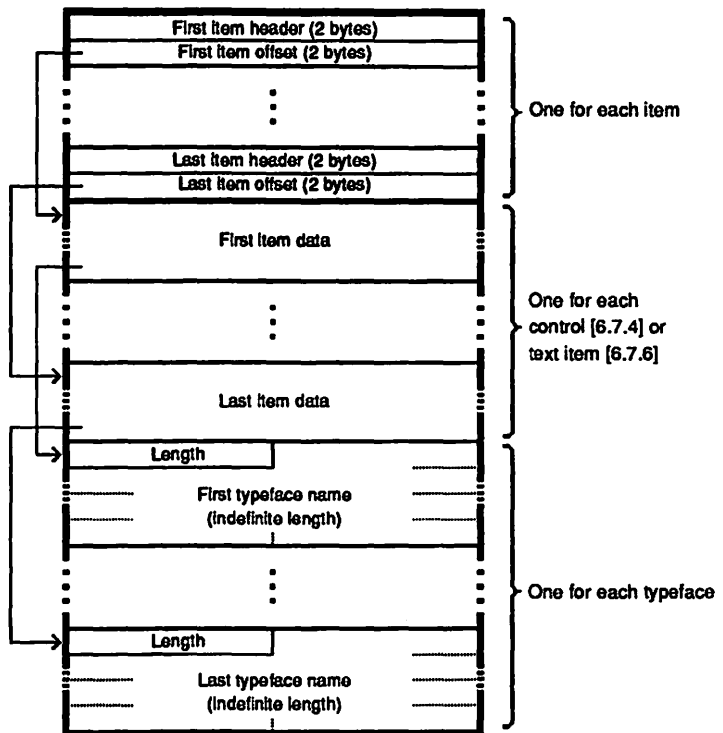 First item header (2 bytes)
First item offset (2 bytes)
One for each item
Last item header (2 bytes)
Last item offset (2 bytes)
First item data
One for each
control [6.7.4] or
text item [6.7.6]
Last item data
Length
First typeface name
(indefinite length)
One for each typeface
Length
Last typeface name
(indefinite length)